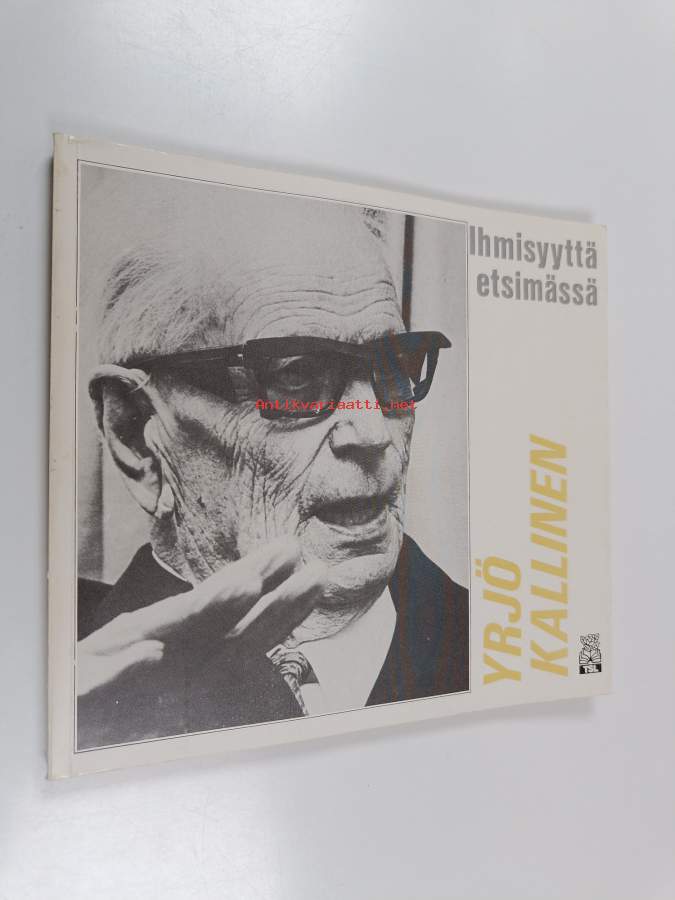 Ihmisyyttä
etsimässä
Antikvariaatti.net
YRJÖ
KALLINEN
TSL